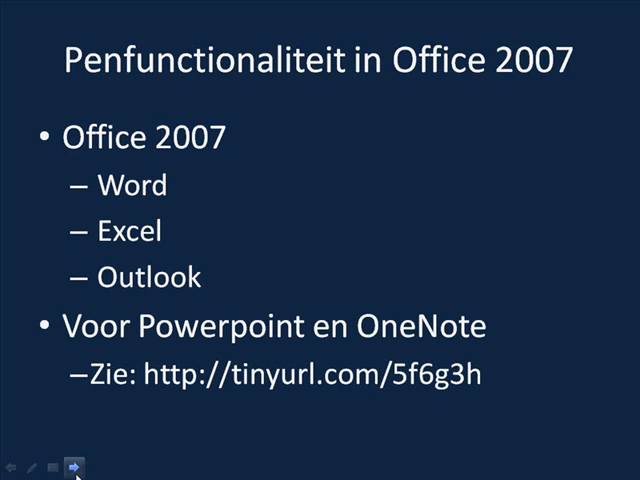 Penfunctionaliteit in Office 2007
• Office 2007
– Word
– Excel
– Outlook
• Voor Powerpoint en OneNote
–Zie: http://tinyurl.com/5f6g3h